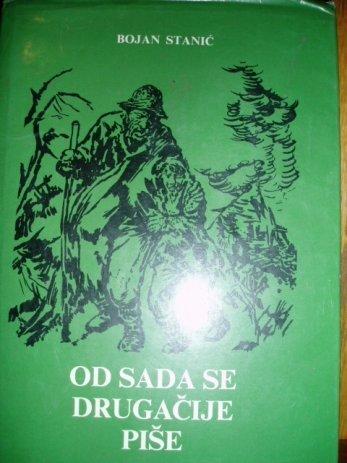 BOJAN STANIĆ
OD SADA SE
DRUGAČIJE
PIŠE